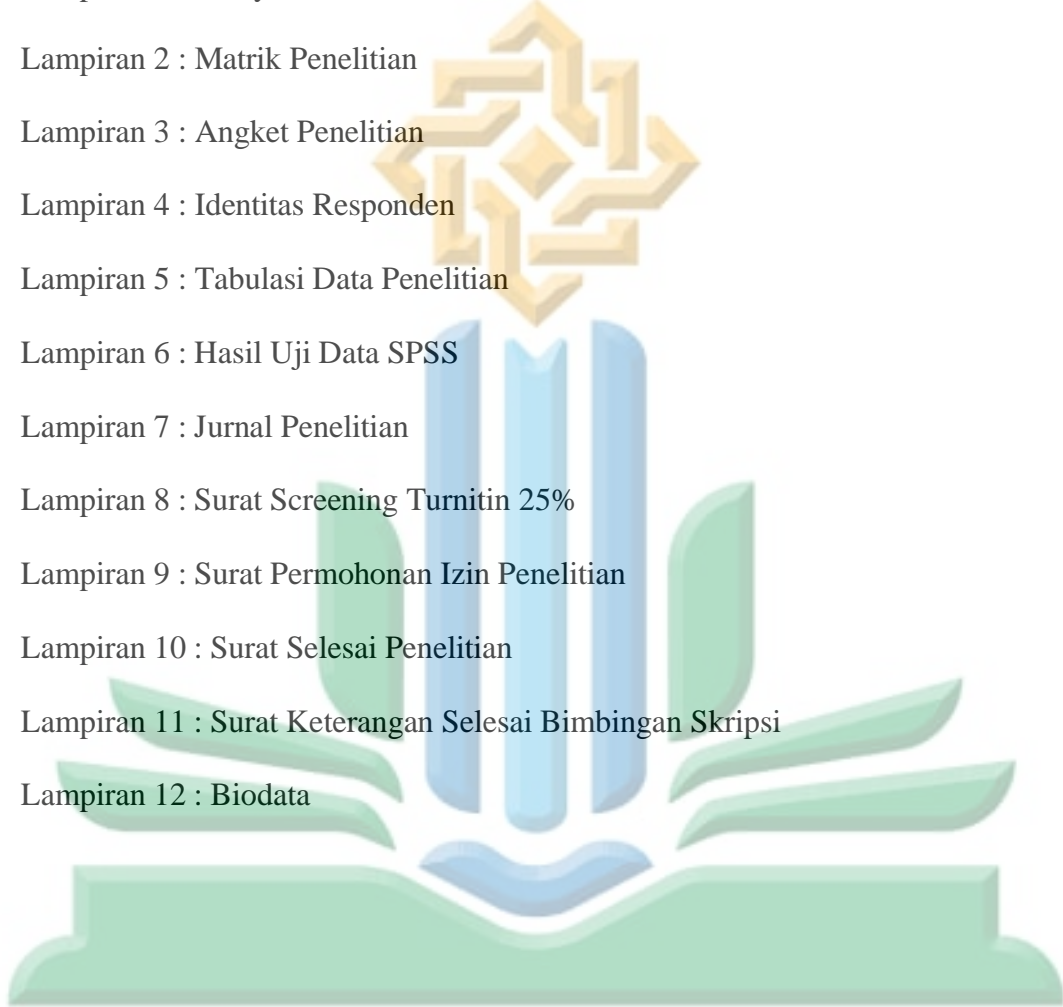 Lampiran 2 : Matrik Penelitian
Lampiran 3 : Angket Penelitian
Lampiran 4 : Identitas Responden
Lampiran 5 : Tabulasi Data Penelitian
Lampiran 6 : Hasil Uji Data SPSS
Lampiran 7 : Jurnal Penelitian
Lampiran 8 : Surat Screening Turnitin 25%
Lampiran 9 : Surat Permohonan Izin Penelitian
Lampiran 10 : Surat Selesai Penelitian
Lampiran 11 : Surat Keterangan Selesai Bimbingan Skripsi
Lampiran 12 : Biodata